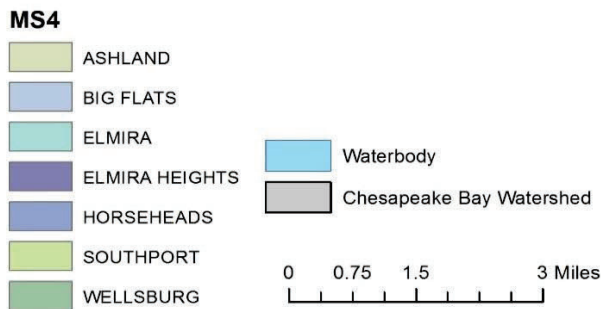 MS4
ASHLAND
BIG FLATS
ELMIRA
ELMIRA HEIGHTS
HORSEHEADS
SOUTHPORT
WELLSBURG
Waterbody
Chesapeake Bay Watershed
0 0.75 1.5 3 Miles